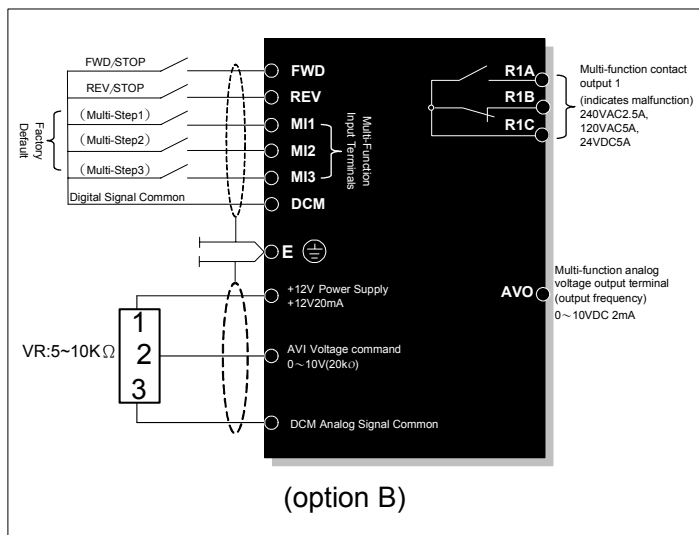 FWD/STOP
FWD
REV/STOP
REV
(Multi-Step1)
MI1
(Multi-Step2)
MI2
(Multi-Step3)
MI3
Factory
Default
Multi-Function
Input Terminals
Digital Signal Common
DCM
E
+12V Power Supply
+12V20mA
VR:5~10KΩ
1
2
3
AVI Voltage command
0~10V(20kο)
DCM Analog Signal Common
R1A
R1B
R1C
Multi-function contact
output 1
(indicates malfunction)
240VAC2.5A,
120VAC5A,
24VDC5A
AVO
Multi-function analog
voltage output terminal
(output frequency)
0~10VDC 2mA
(option B)